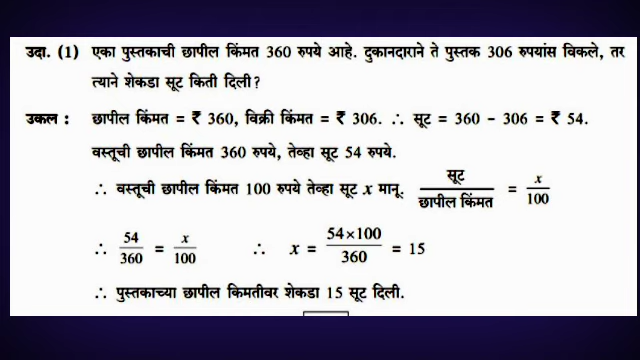 उदा. (1) एका पुस्तकाची छापील किंमत 360 रुपये आहे. दुकानदाराने ते पुस्तक 306 रुपयांस विकले, तर
त्याने शेकडा सूट किती दिली?
उकल : छापील किंमत = ₹ 360, विक्री किंमत = ₹ 306. ∴ सूट = 360 – 306 = ₹ 54.
वस्तूची छापील किंमत 360 रुपये, तेव्हा सूट 54 रुपये.
∴ वस्तूची छापील किंमत 100 रुपये तेव्हा सूट x मानू. सूट/छापील किंमत = x/100
∴ 54/360 = x/100 ∴ x = 54×100/360 = 15
∴ पुस्तकाच्या छापील किमतीवर शेकडा 15 सूट दिली.